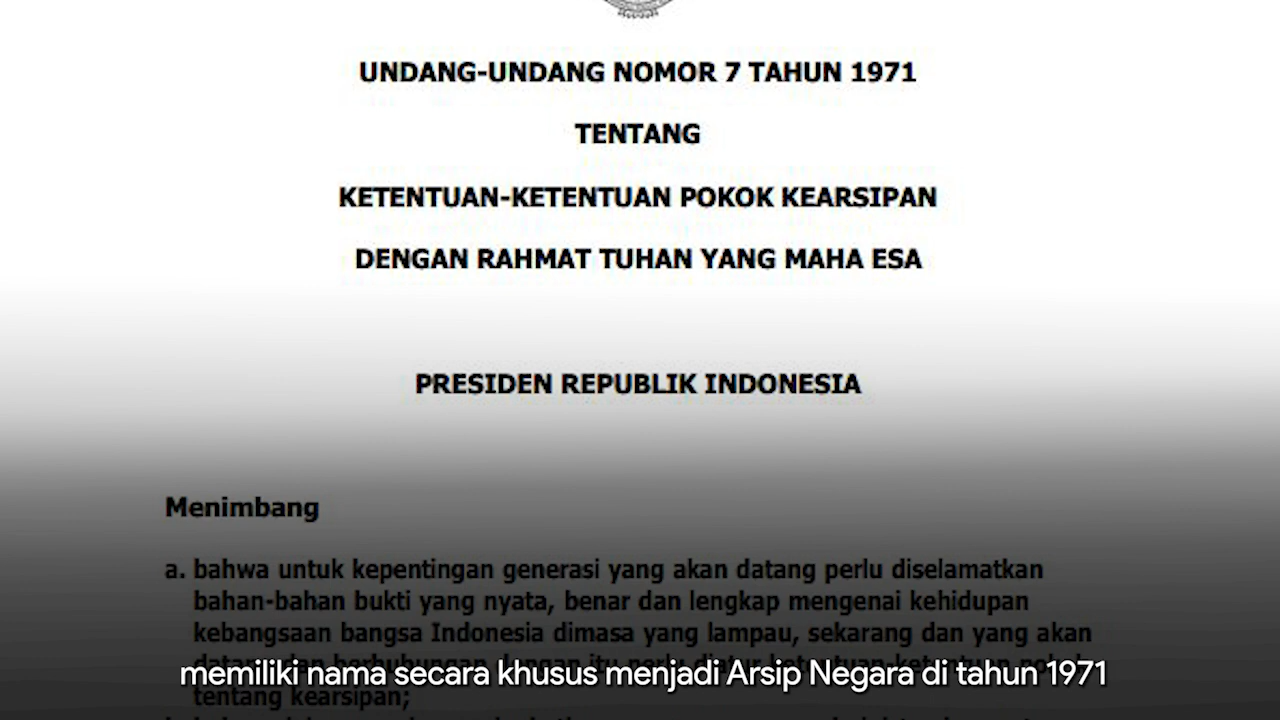 UNDANG-UNDANG NOMOR 7 TAHUN 1971
TENTANG
KETENTUAN-KETENTUAN POKOK KEARSIPAN
DENGAN RAHMAT TUHAN YANG MAHA ESA
PRESIDEN REPUBLIK INDONESIA
Menimbang
a. bahwa untuk kepentingan generasi yang akan datang perlu diselamatkan
bahan-bahan bukti yang nyata, benar dan lengkap mengenai kehidupan
kebangsaan bangsa Indonesia dimasa yang lampau, sekarang dan yang akan
memiliki nama secara khusus menjadi Arsip Negara di tahun 1971
tentang kearsipan;